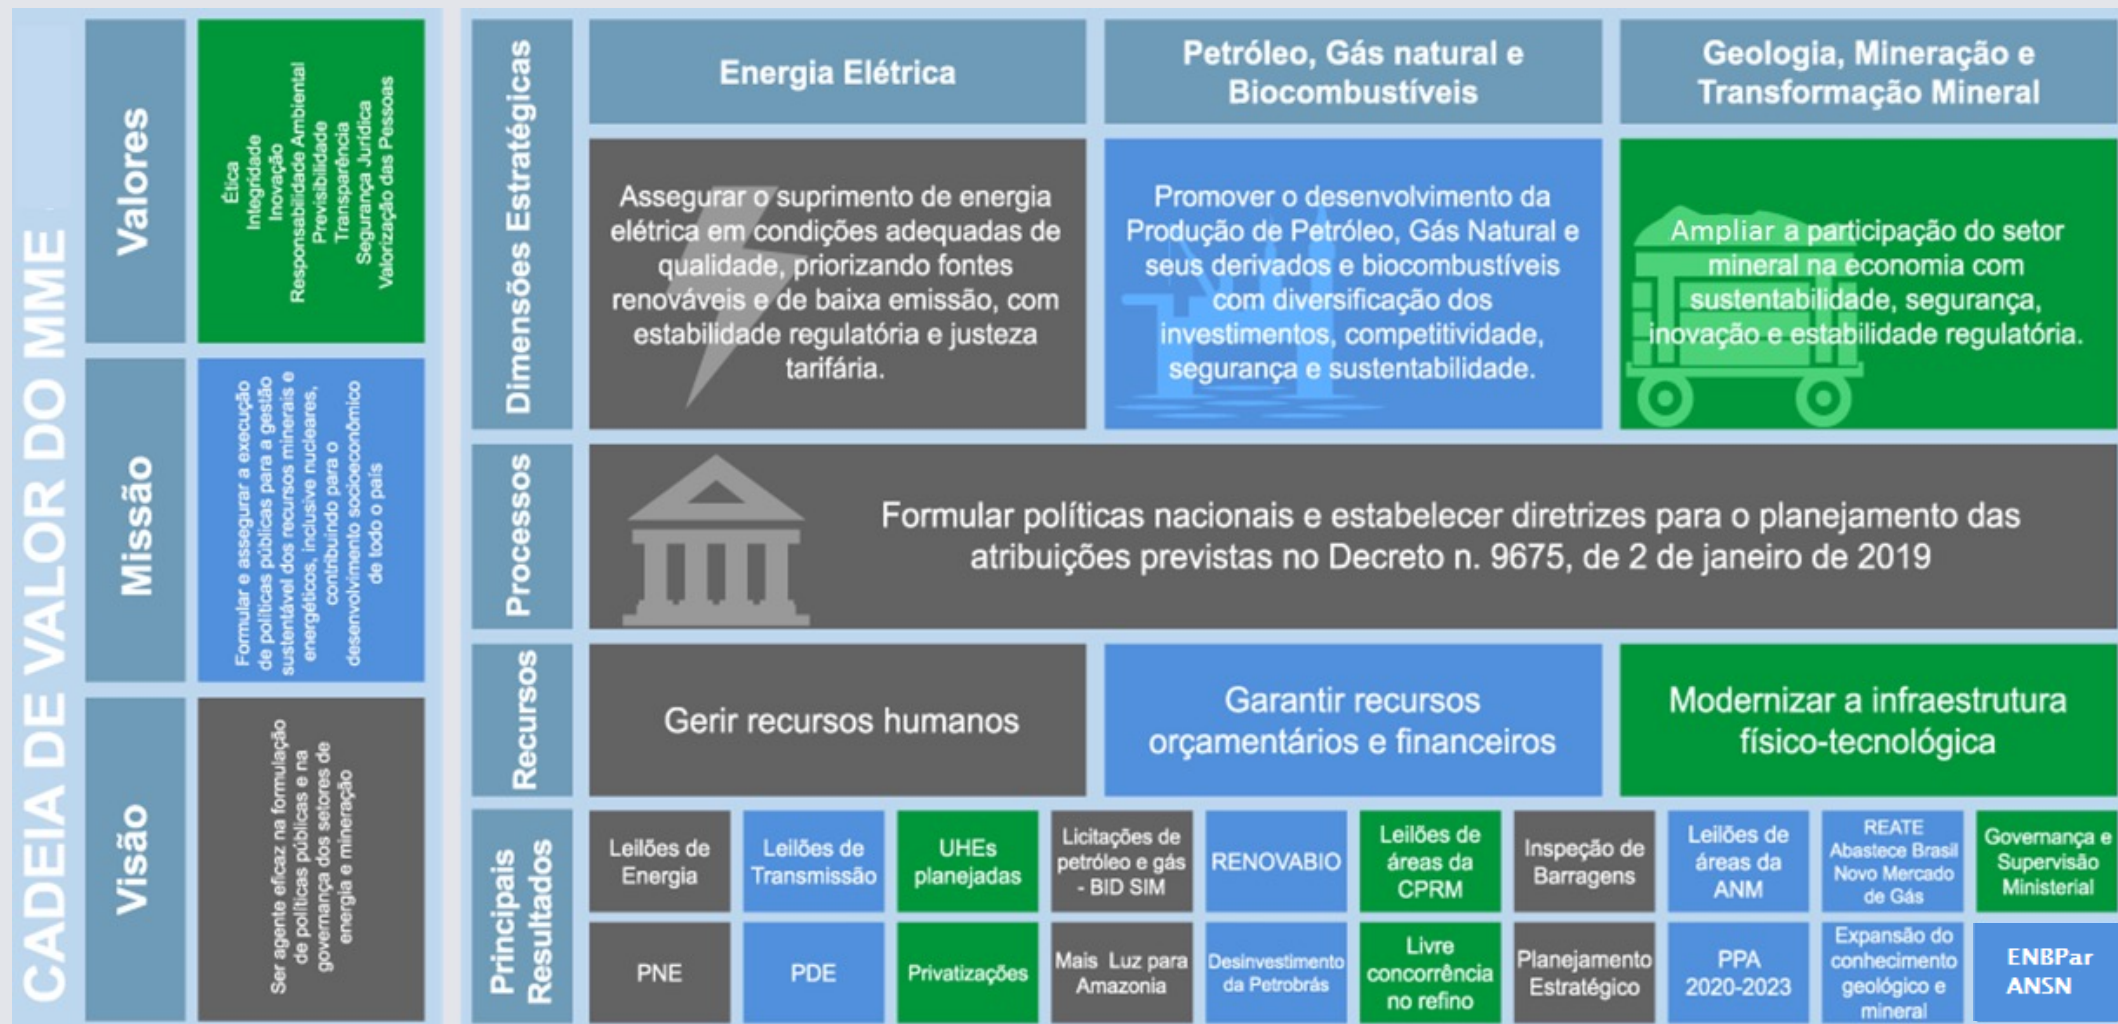 CADEIA DE VALOR DO MME
Valores
Ética
Integridade
Inovação
Responsabilidade Ambiental
Previsibilidade
Transparência
Segurança Jurídica
Valorização das Pessoas
Missão
Formular e assegurar a execução
de políticas públicas para a gestão
sustentável dos recursos minerais e
energéticos, inclusive nucleares,
contribuindo para o
desenvolvimento socioeconômico
de todo o país
Visão
Ser agente eficaz na formulação
de políticas públicas e na
governança dos setores de
energia e mineração
Dimensões Estratégicas
Energia Elétrica
Assegurar o suprimento de energia
elétrica em condições adequadas de
qualidade, priorizando fontes
renováveis e de baixa emissão, com
estabilidade regulatória e justeza
tarifária.
Petróleo, Gás natural e
Biocombustíveis
Promover o desenvolvimento da
Produção de Petróleo, Gás Natural e
seus derivados e biocombustíveis
com diversificação dos
investimentos, competitividade,
segurança e sustentabilidade.
Geologia, Mineração e
Transformação Mineral
Ampliar a participação do setor
mineral na economia com
sustentabilidade, segurança,
inovação e estabilidade regulatória.
Processos
Formular políticas nacionais e estabelecer diretrizes para o planejamento das
atribuições previstas no Decreto n. 9675, de 2 de janeiro de 2019
Recursos
Gerir recursos humanos
Garantir recursos
orçamentários e financeiros
Modernizar a infraestrutura
físico-tecnológica
Principais
Resultados
Leilões de
Energia
Leilões de
Transmissão
UHEs
planejadas
Licitações de
petróleo e gás
- BID SIM
RENOVABIO
Leilões de
áreas da
CPRM
Inspeção de
Barragens
Leilões de
áreas da
ANM
REATE
Abastece Brasil
Novo Mercado
de Gás
Governança e
Supervisão
Ministerial
PNE
PDE
Privatizações
Mais Luz para
Amazonia
Desinvestimento
da Petrobrás
Livre
concorrência
no refino
Planejamento
Estratégico
PPA
2020-2023
Expansão do
conhecimento
geológico e
mineral
ENBPar
ANSN